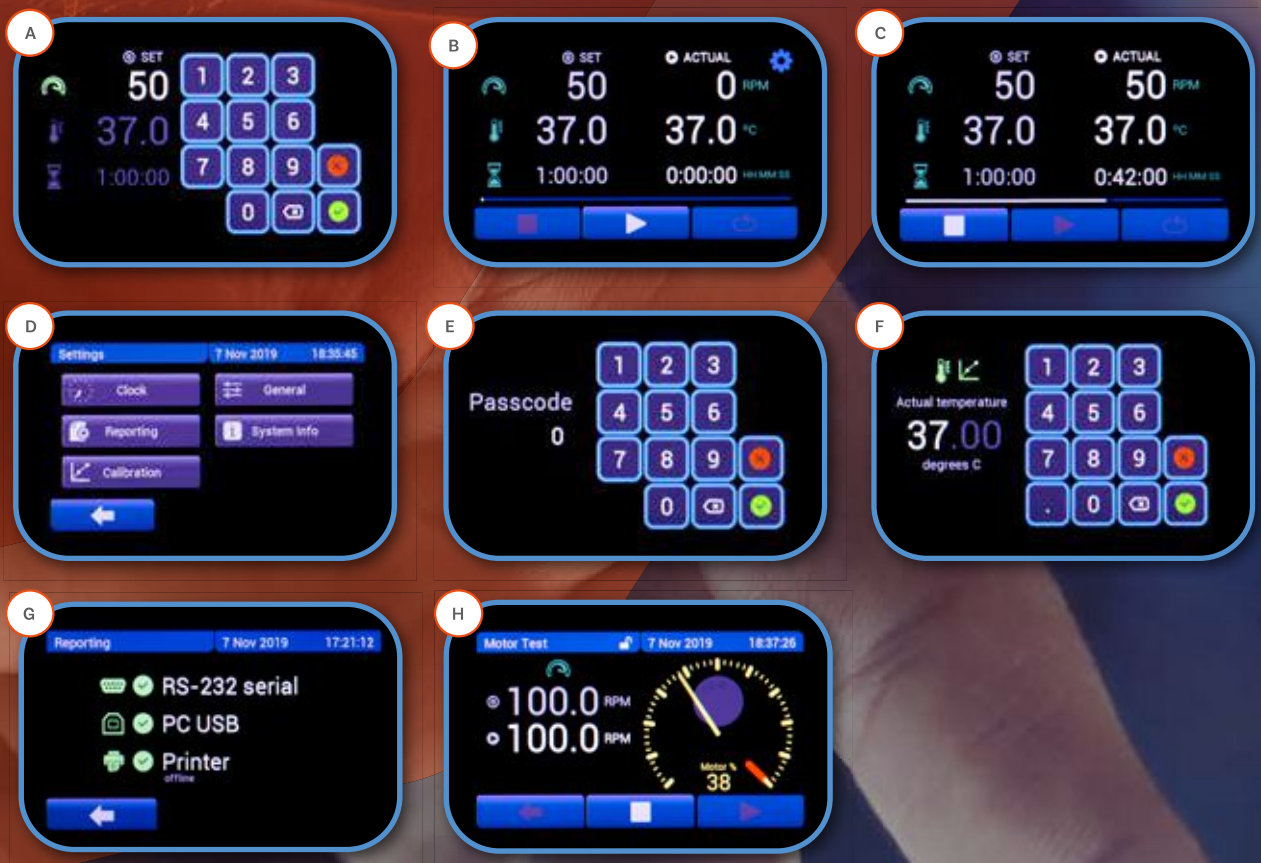 A
SET
50
37.0
1:00:00
1 2 3
4 5 6
7 8 9
0
B
SET ACTUAL
50 0 RPM
37.0 37.0 °C
1:00:00 0:00:00 HH MM SS
C
SET ACTUAL
50 50 RPM
37.0 37.0 °C
1:00:00 0:42:00 HH MM SS
D
Settings 7 Nov 2019 18:35:45
Clock General
Reporting System Info
Calibration
E
Passcode
0
1 2 3
4 5 6
7 8 9
0
F
Actual temperature
37.00
degrees C
1 2 3
4 5 6
7 8 9
. 0
G
Reporting 7 Nov 2019 17:21:12
RS-232 serial
PC USB
Printer
offline
H
Motor Test 7 Nov 2019 18:37:26
100.0 RPM
100.0 RPM
Motor %
38